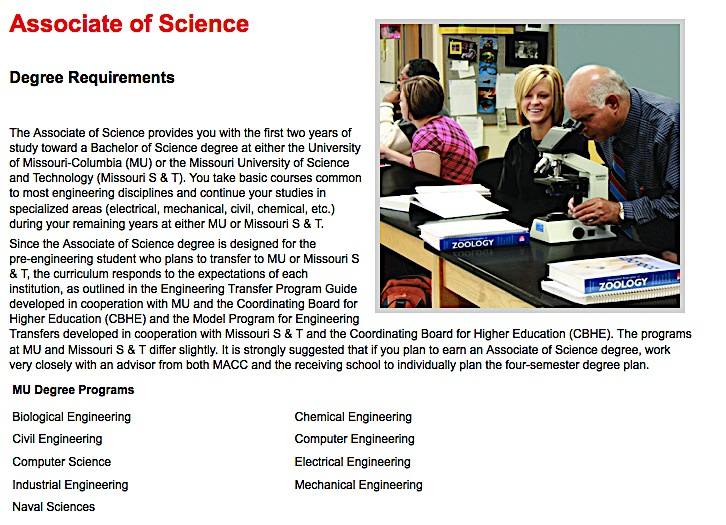 Associate of Science
Degree Requirements
The Associate of Science provides you with the first two years of
study toward a Bachelor of Science degree at either the University
of Missouri-Columbia (MU) or the Missouri University of Science
and Technology (Missouri S & T). You take basic courses common
to most engineering disciplines and continue your studies in
specialized areas (electrical, mechanical, civil, chemical, etc.)
during your remaining years at either MU or Missouri S & T.
Since the Associate of Science degree is designed for the
pre-engineering student who plans to transfer to MU or Missouri S
& T, the curriculum responds to the expectations of each
institution, as outlined in the Engineering Transfer Program Guide
developed in cooperation with MU and the Coordinating Board for
Higher Education (CBHE) and the Model Program for Engineering
Transfers developed in cooperation with Missouri S & T and the Coordinating Board for Higher Education (CBHE). The programs
at MU and Missouri S & T differ slightly. It is strongly suggested that if you plan to earn an Associate of Science degree, work
very closely with an advisor from both MACC and the receiving school to individually plan the four-semester degree plan.
ZOOLOGY
ZOOLOGY
MU Degree Programs
Biological Engineering Chemical Engineering
Civil Engineering Computer Engineering
Computer Science Electrical Engineering
Industrial Engineering Mechanical Engineering
Naval Sciences